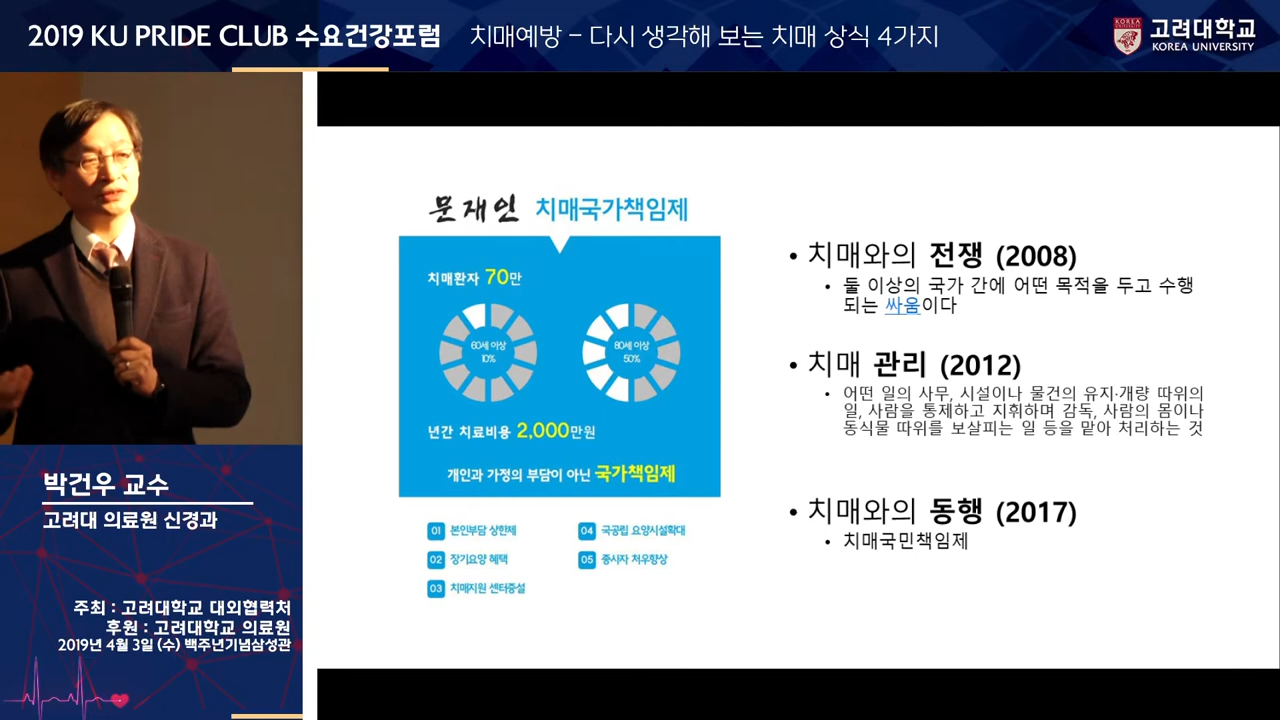 2019 KU PRIDE CLUB 수요건강포럼 치매예방 – 다시 생각해 보는 치매 상식 4가지
KOREA
고려대학교
KOREA UNIVERSITY
문재인 치매국가책임제
치매환자 70만
60세 이상
10%
80세 이상
50%
년간 치료비용 2,000만원
개인과 가정의 부담이 아닌 국가책임제
01 본인부담 상한제
02 장기요양 혜택
03 치매지원 센터증설
04 국공립 요양시설확대
05 종사자 처우향상
• 치매와의 전쟁 (2008)
• 둘 이상의 국가 간에 어떤 목적을 두고 수행
되는 싸움이다
• 치매 관리 (2012)
• 어떤 일의 사무, 시설이나 물건의 유지·개량 따위의
일, 사람을 통제하고 지휘하며 감독, 사람의 몸이나
동식물 따위를 보살피는 일 등을 맡아 처리하는 것
• 치매와의 동행 (2017)
• 치매국민책임제
박건우 교수
고려대 의료원 신경과
주최 : 고려대학교 대외협력처
후원 : 고려대학교 의료원
2019년 4월 3일 (수) 백주년기념삼성관